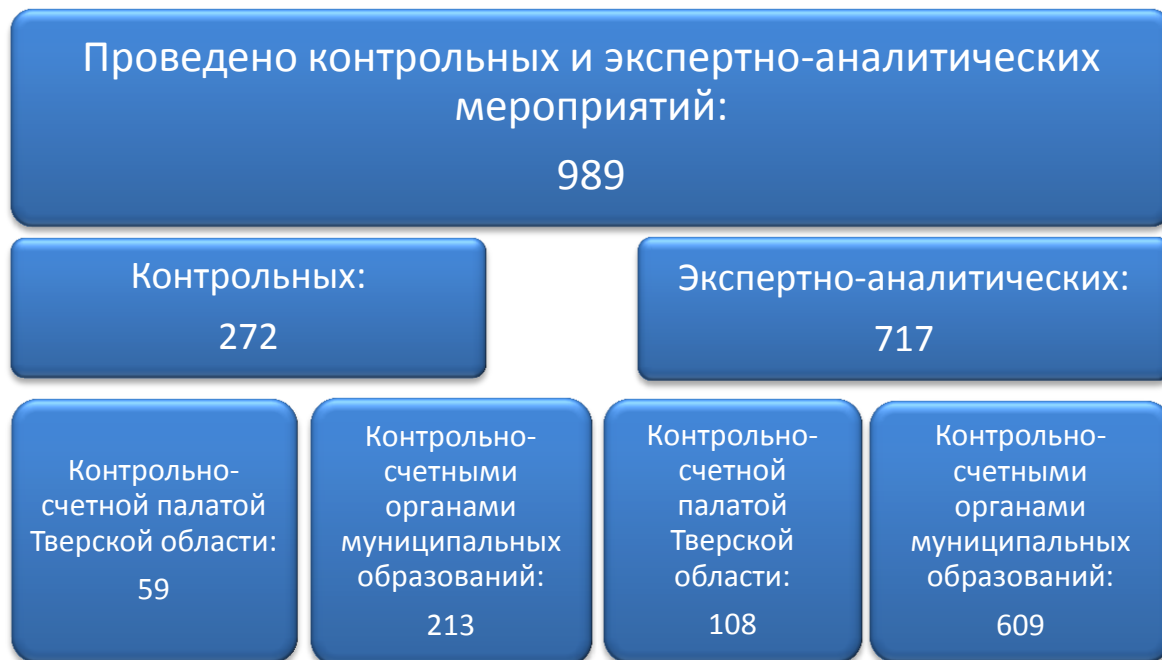 Проведено контрольных и экспертно-аналитических
мероприятий:
989
Контрольных:
272
Экспертно-аналитических:
717
Контрольно-
счетной палатой
Тверской области:
59
Контрольно-
счетными
органами
муниципальных
образований:
213
Контрольно-
счетной
палатой
Тверской
области:
108
Контрольно-
счетными
органами
муниципальных
образований:
609